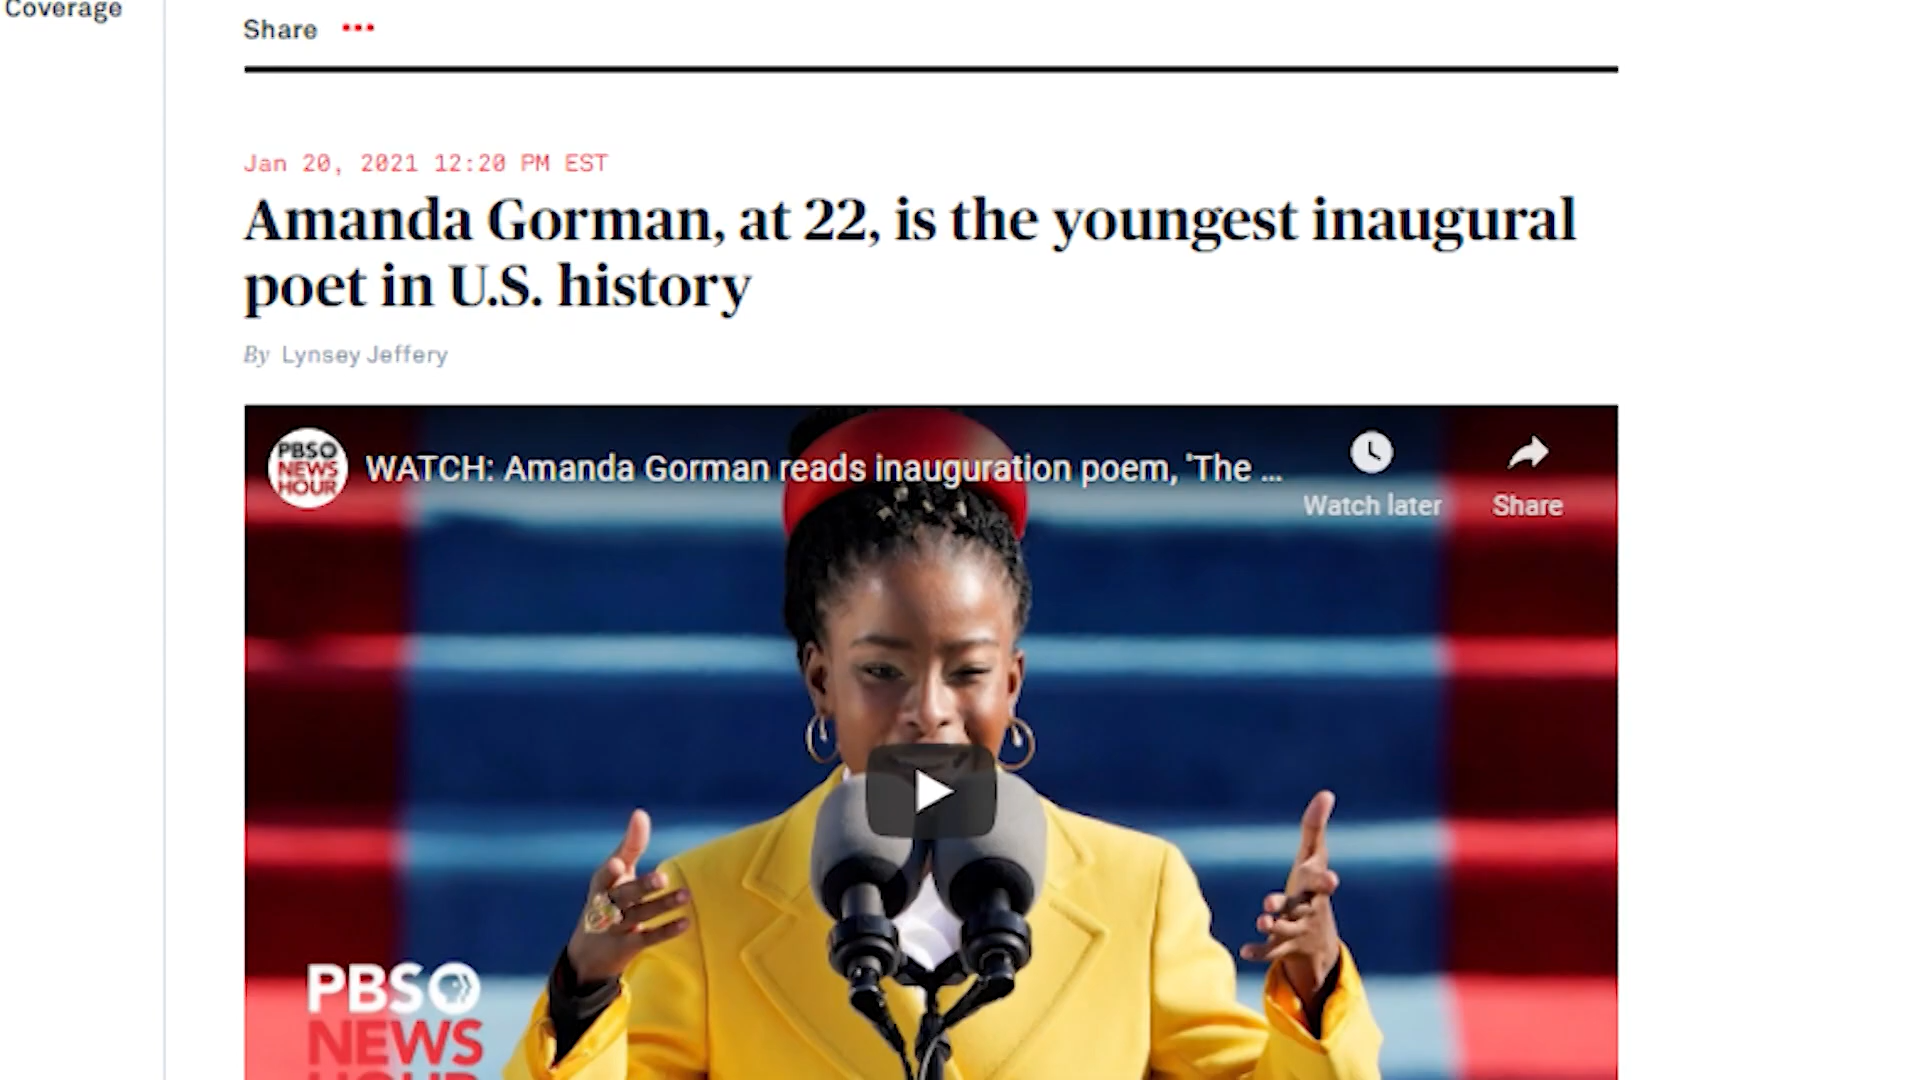 Coverage
Share
Jan 20, 2021 12:20 PM EST
Amanda Gorman, at 22, is the youngest inaugural
poet in U.S. history
By Lynsey Jeffery
PBS
NEWS
HOUR
WATCH: Amanda Gorman reads inauguration poem, 'The ...
Watch later
Share
PBS
NEWS
HOUR